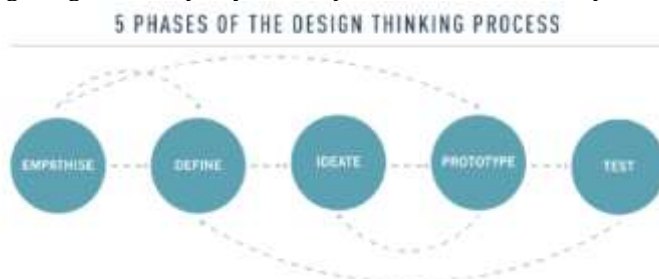 5 PHASES OF THE DESIGN THINKING PROCESS
EMPATHISE
DEFINE
IDEATE
PROTOTYPE
TEST